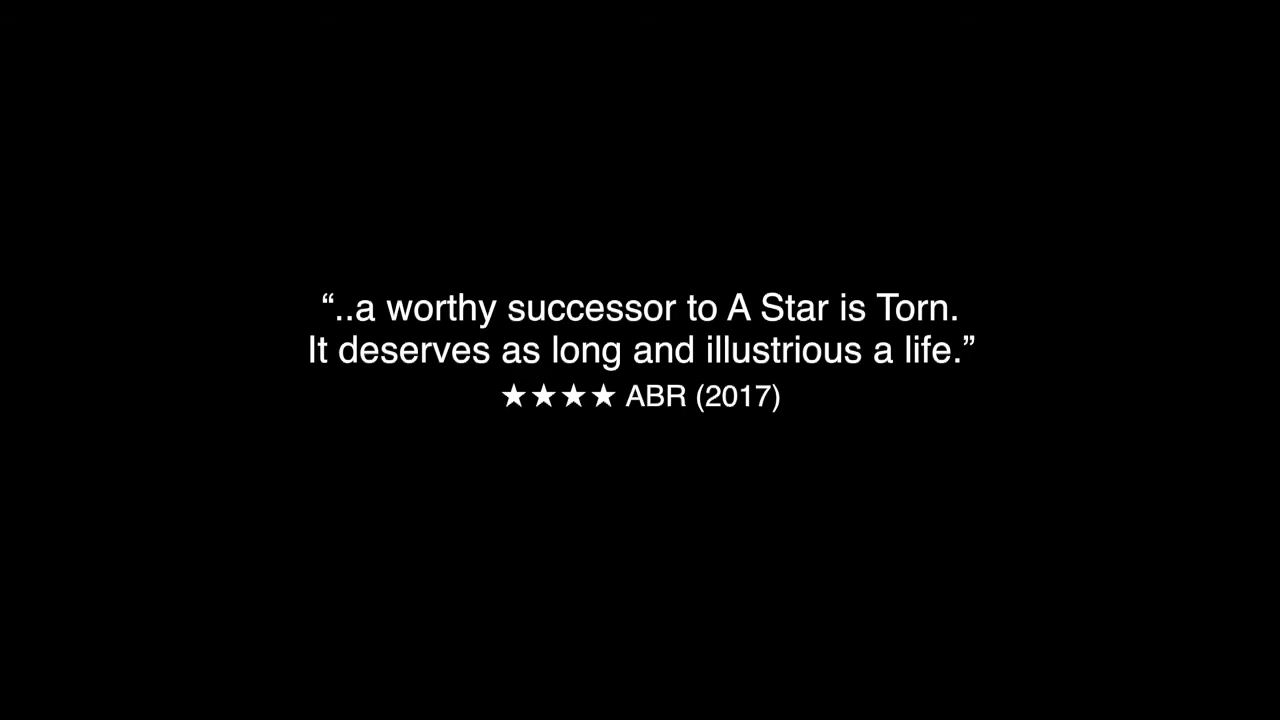 “..a worthy successor to A Star is Torn.
It deserves as long and illustrious a life.”
★★★★ ABR (2017)